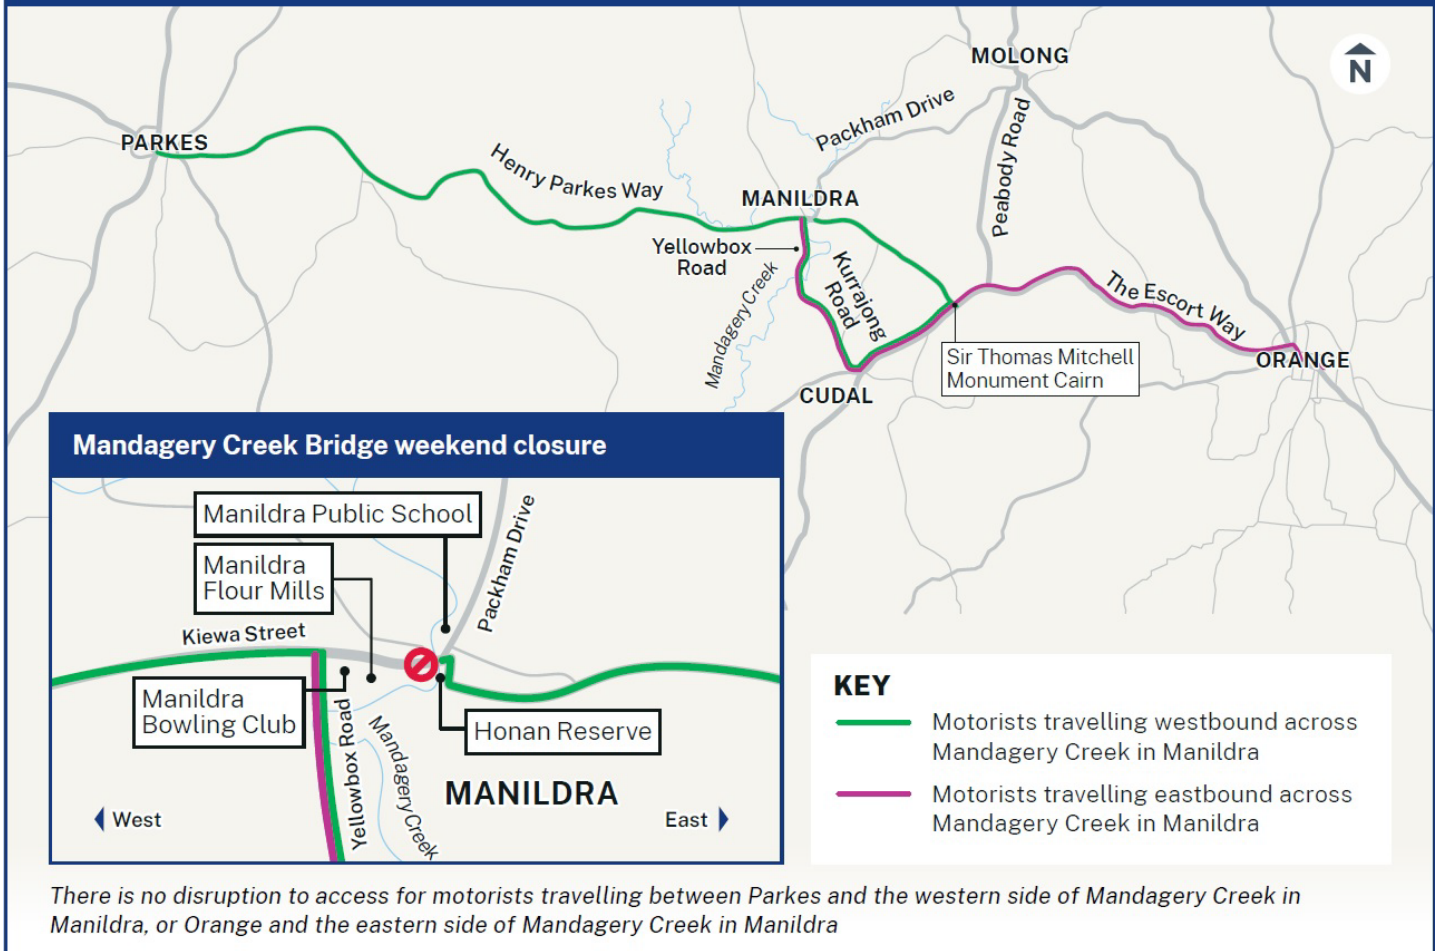 MOLONG
N
Packham Drive
PARKES
Peabody Road
Henry Parkes Way
MANILDRA
Yellowbox
Road
Kurrajong
Road
Mandagery Creek
The Escort Way
Sir Thomas Mitchell
Monument Cairn
ORANGE
CUDAL
Mandagery Creek Bridge weekend closure
Manildra Public School
Manildra
Flour Mills
Packham Drive
Kiewa Street
Manildra
Bowling Club
Yellowbox Road
Mandagery Creek
Honan Reserve
MANILDRA
West
East
KEY
Motorists travelling westbound across
Mandagery Creek in Manildra
Motorists travelling eastbound across
Mandagery Creek in Manildra
There is no disruption to access for motorists travelling between Parkes and the western side of Mandagery Creek in
Manildra, or Orange and the eastern side of Mandagery Creek in Manildra